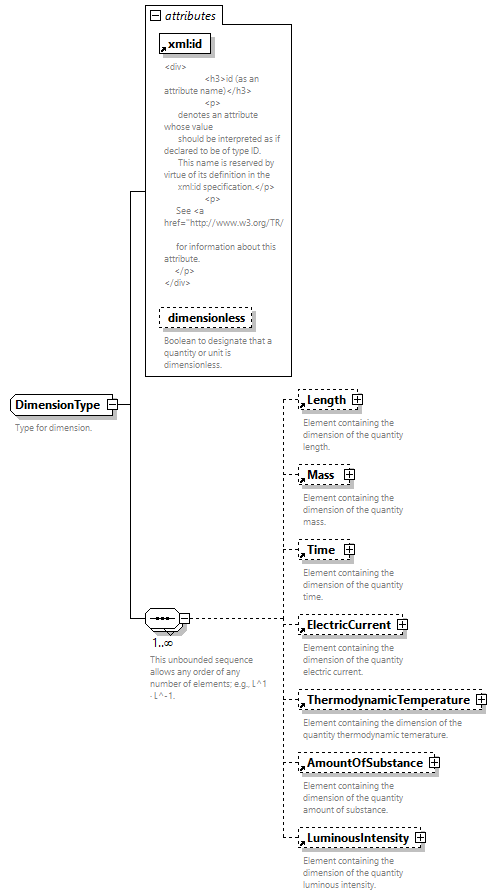 attributes
xml:id
<div>
<h3>id (as an
attribute name)</h3>
<p>
denotes an attribute
whose value
should be interpreted as if
declared to be of type ID.
This name is reserved by
virtue of its definition in the
xml:id specification.</p>
<p>
See <a
href="http://www.w3.org/TR/
for information about this
attribute.
</p>
</div>
dimensionless
Boolean to designate that a
quantity or unit is
dimensionless.
DimensionType
Type for dimension.
1..∞
This unbounded sequence
allows any order of any
number of elements; e.g., L^1
· L^-1.
Length
Element containing the
dimension of the quantity
length.
Mass
Element containing the
dimension of the quantity
mass.
Time
Element containing the
dimension of the quantity
time.
ElectricCurrent
Element containing the
dimension of the quantity
electric current.
ThermodynamicTemperature
Element containing the dimension of the
quantity thermodynamic temerature.
AmountOfSubstance
Element containing the
dimension of the quantity
amount of substance.
LuminousIntensity
Element containing the
dimension of the quantity
luminous intensity.